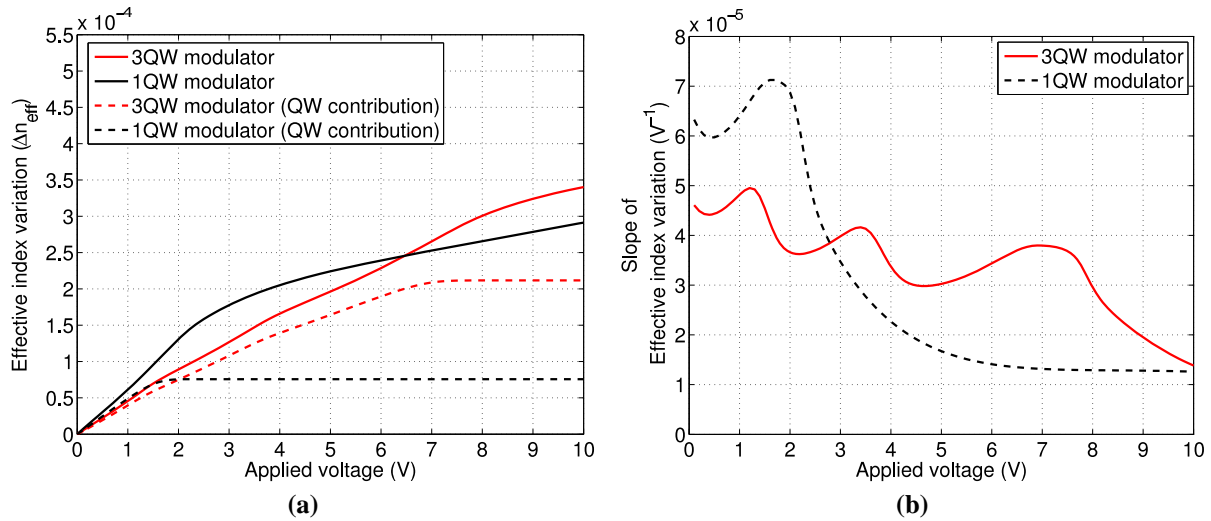 x 10⁻⁴
5.5
5
4.5
4
3.5
3
2.5
2
1.5
1
0.5
0
Effective index variation (Δn_eff)
3QW modulator
1QW modulator
3QW modulator (QW contribution)
1QW modulator (QW contribution)
0 1 2 3 4 5 6 7 8 9 10
Applied voltage (V)
(a)
x 10⁻⁵
8
7
6
5
4
3
2
1
0
Slope of
Effective index variation (V⁻¹)
3QW modulator
1QW modulator
0 1 2 3 4 5 6 7 8 9 10
Applied voltage (V)
(b)